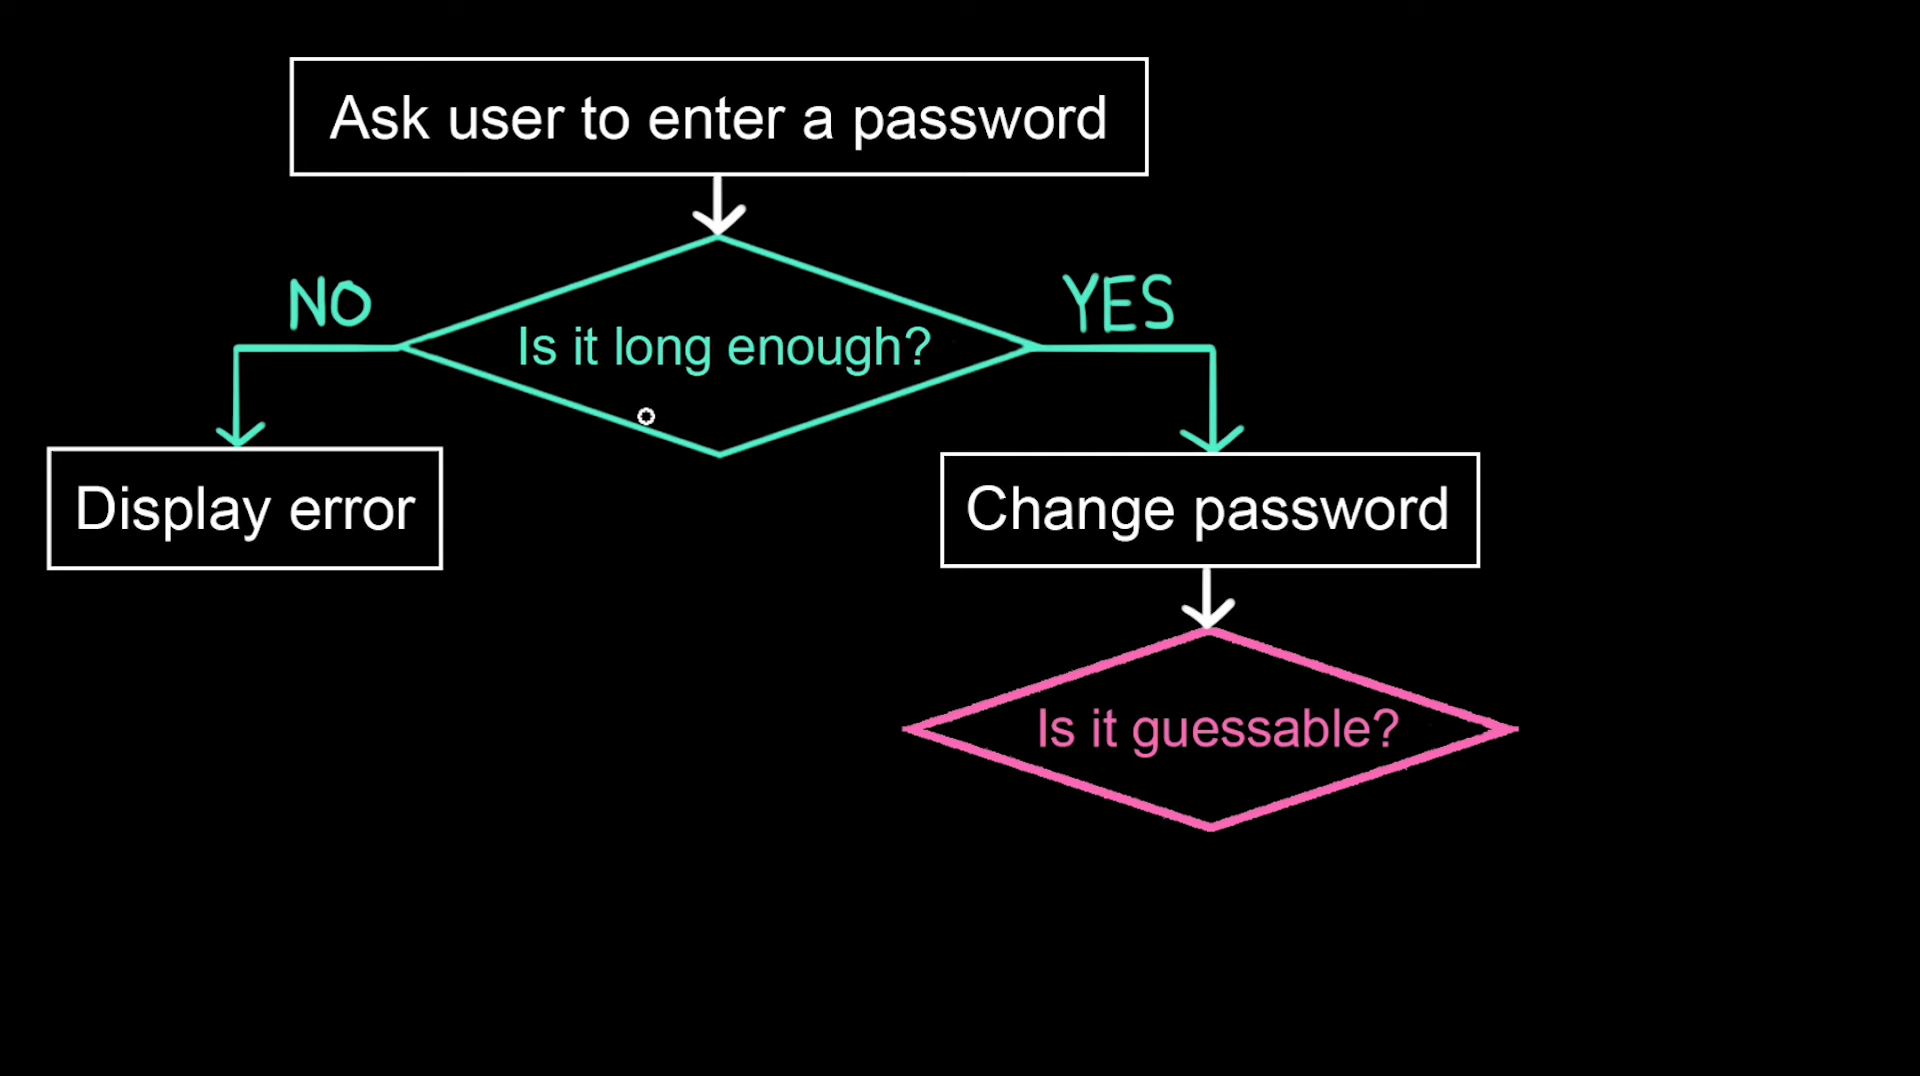 Ask user to enter a password
NO
YES
Is it long enough?
Display error
Change password
Is it guessable?